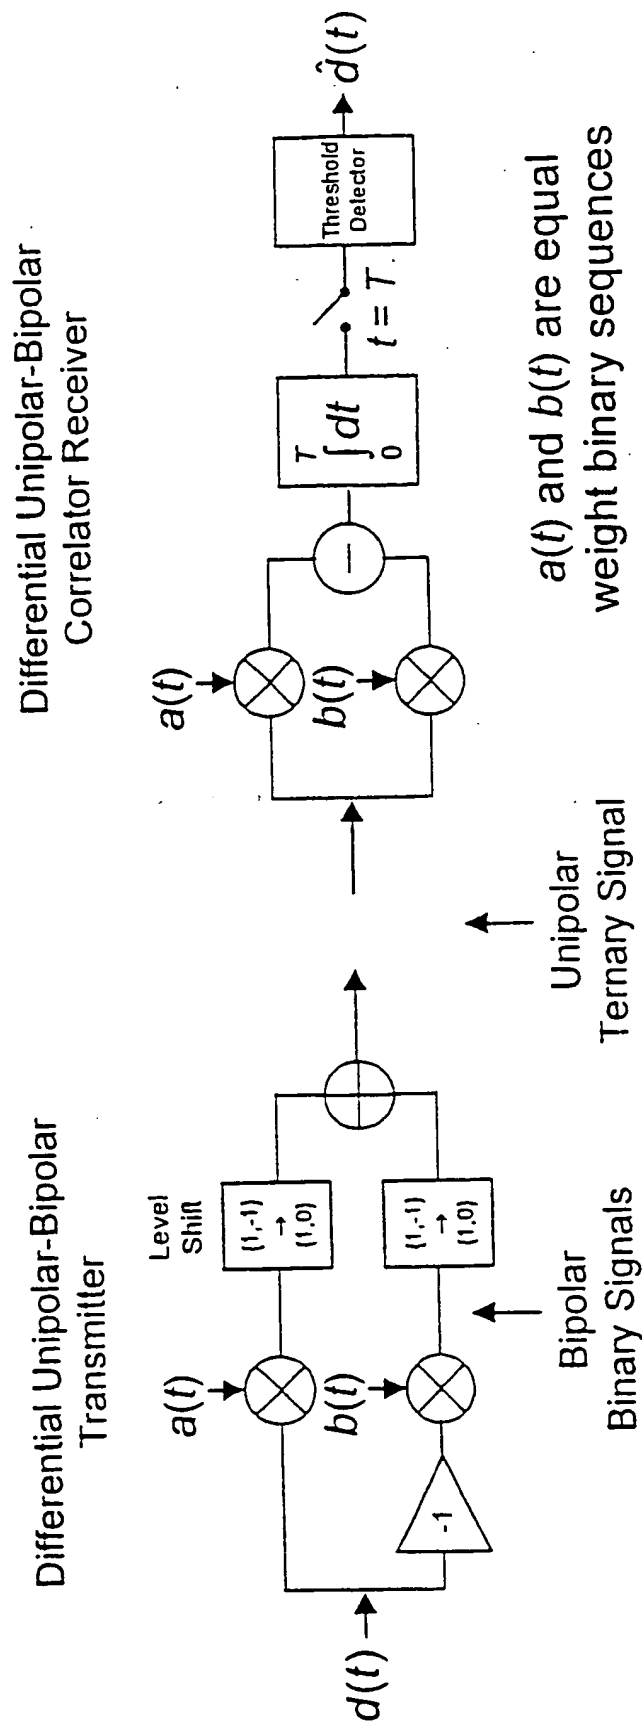 Differential Unipolar-Bipolar
Transmitter
Differential Unipolar-Bipolar
Correlator Receiver
d(t)
-1
a(t)
b(t)
Level
Shift
{1,-1}
→
{1,0}
{1,-1}
→
{1,0}
Bipolar
Binary Signals
Unipolar
Ternary Signal
a(t)
b(t)
−
T
∫ dt
0
t = T
Threshold
Detector
d̂(t)
a(t) and b(t) are equal
weight binary sequences